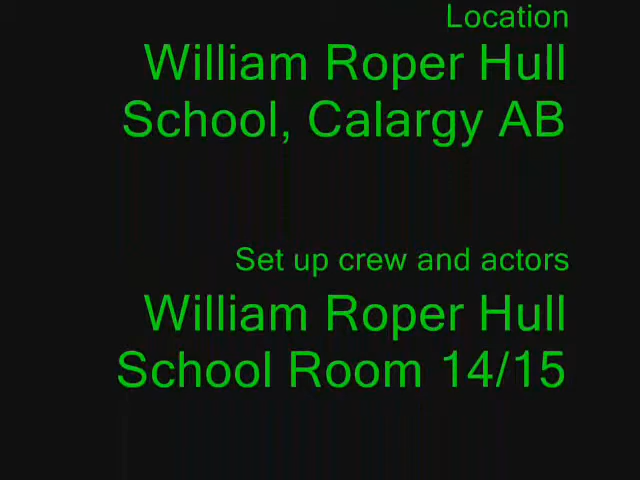 Location
William Roper Hull
School, Calargy AB
Set up crew and actors
William Roper Hull
School Room 14/15